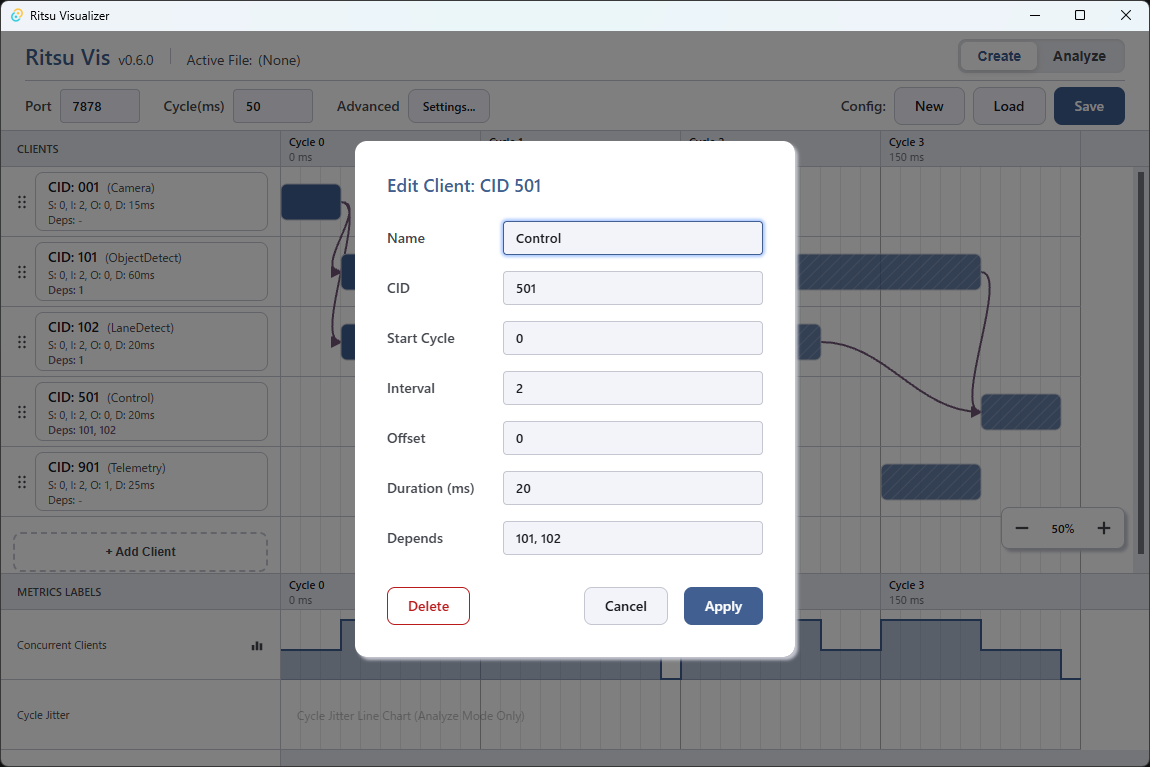 Ritsu Visualizer
Ritsu Vis v0.6.0 Active File: (None) Create Analyze
Port 7878 Cycle(ms) 50 Advanced Settings... Config: New Load Save
CLIENTS
Cycle 0
0 ms
Cycle 1
Cycle 2
Cycle 3
150 ms
CID: 001 (Camera)
S: 0, I: 2, O: 0, D: 15ms
Deps: -
CID: 101 (ObjectDetect)
S: 0, I: 2, O: 0, D: 60ms
Deps: 1
CID: 102 (LaneDetect)
S: 0, I: 2, O: 0, D: 20ms
Deps: 1
CID: 501 (Control)
S: 0, I: 2, O: 0, D: 20ms
Deps: 101, 102
CID: 901 (Telemetry)
S: 0, I: 2, O: 1, D: 25ms
Deps: -
+ Add Client
Edit Client: CID 501
Name Control
CID 501
Start Cycle 0
Interval 2
Offset 0
Duration (ms) 20
Depends 101, 102
Delete Cancel Apply
50%
METRICS LABELS
Cycle 0
0 ms
Cycle 3
150 ms
Concurrent Clients
Cycle Jitter
Cycle Jitter Line Chart (Analyze Mode Only)